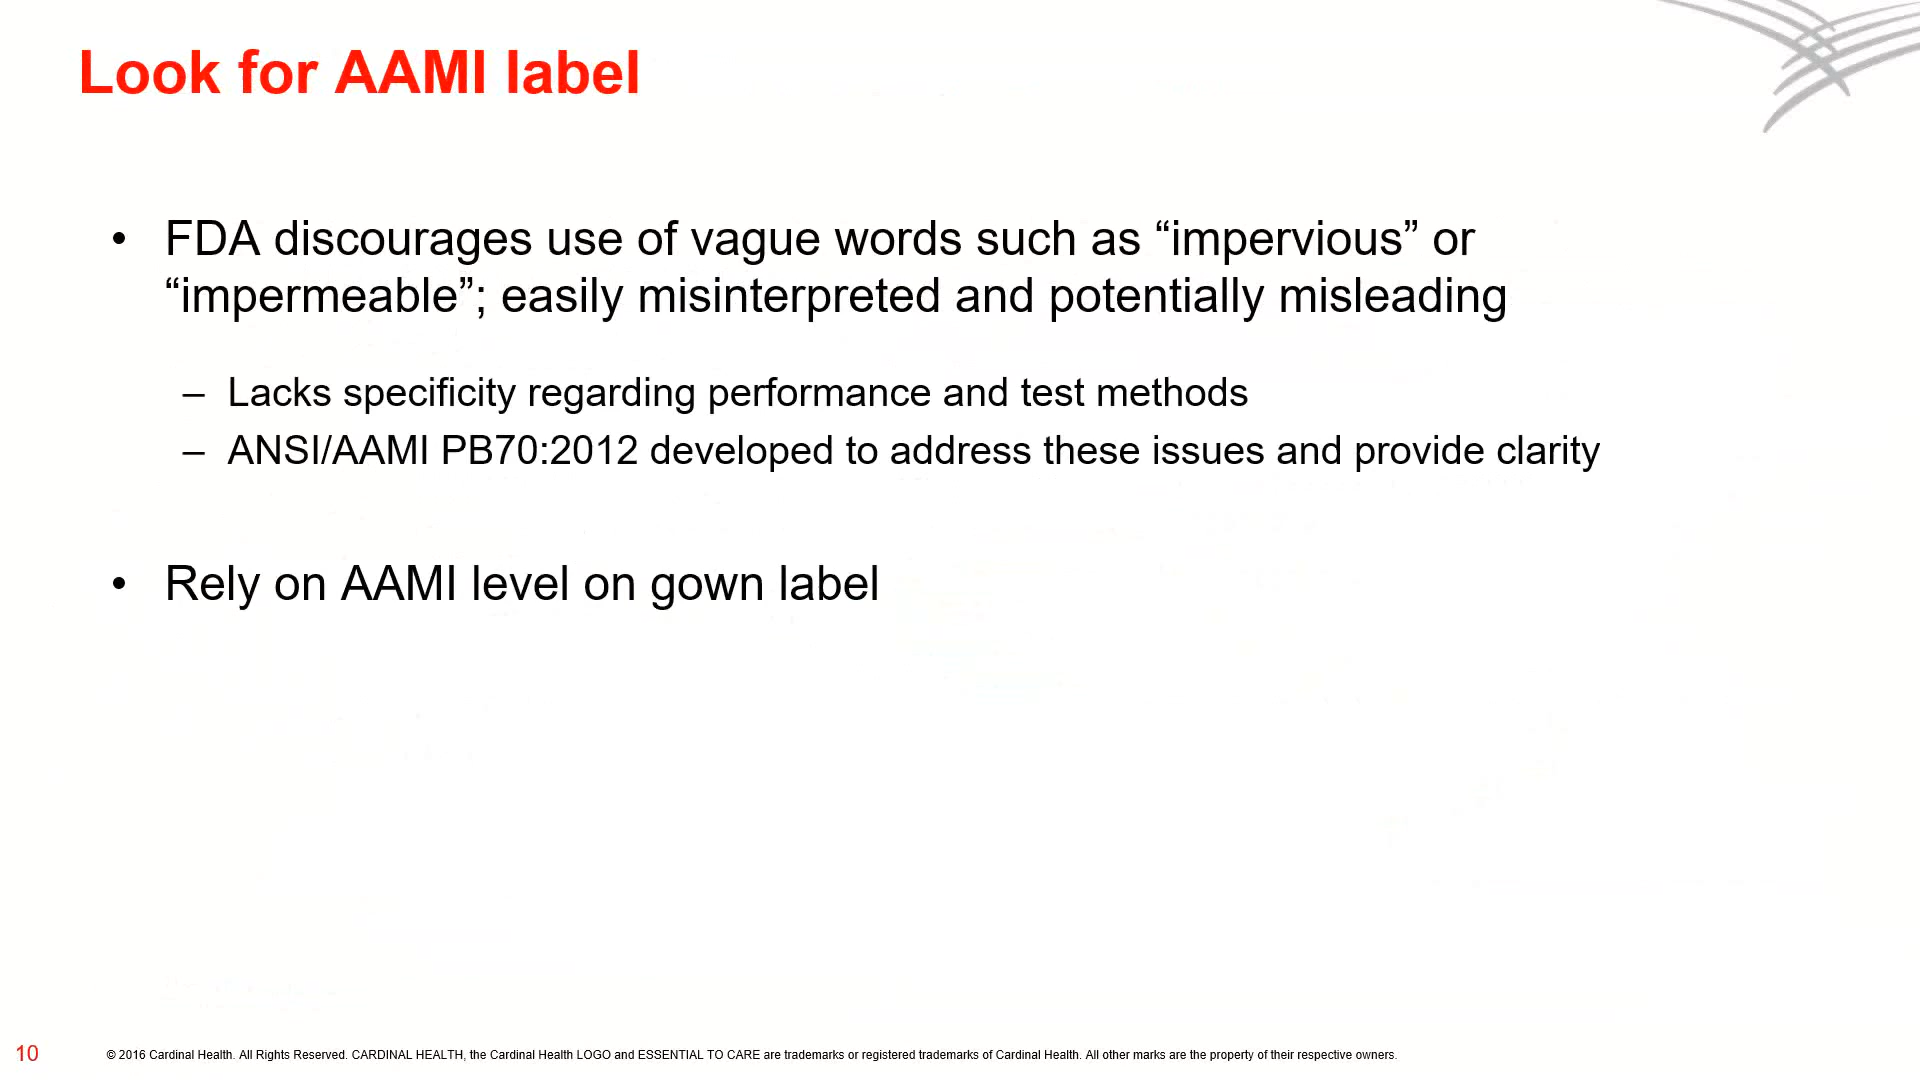 Look for AAMI label
• FDA discourages use of vague words such as “impervious” or
“impermeable”; easily misinterpreted and potentially misleading
– Lacks specificity regarding performance and test methods
– ANSI/AAMI PB70:2012 developed to address these issues and provide clarity
• Rely on AAMI level on gown label
10
© 2016 Cardinal Health. All Rights Reserved. CARDINAL HEALTH, the Cardinal Health LOGO and ESSENTIAL TO CARE are trademarks or registered trademarks of Cardinal Health. All other marks are the property of their respective owners.